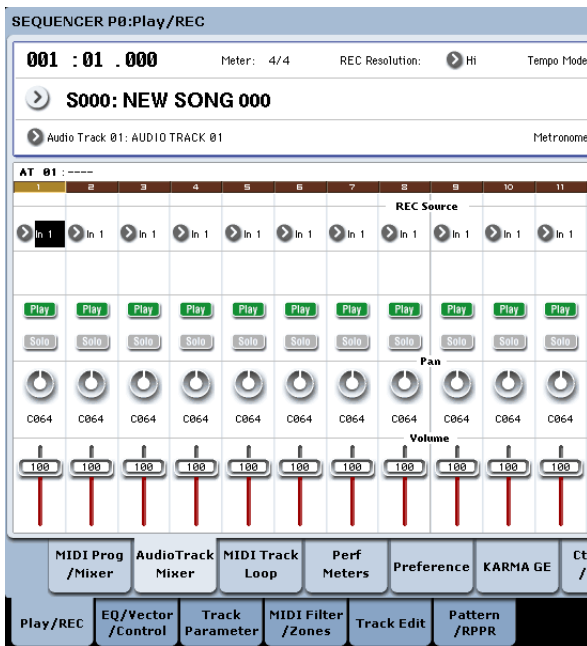 SEQUENCER P0:Play/REC
001 :01 .000 Meter: 4/4 REC Resolution: Hi Tempo Mode
S000: NEW SONG 000
Audio Track 01: AUDIO TRACK 01 Metronome
AT 01 :----
1 2 3 4 5 6 7 8 9 10 11
REC Source
In 1 In 1 In 1 In 1 In 1 In 1 In 1 In 1 In 1 In 1 In 1
Play Play Play Play Play Play Play Play Play Play Play
Solo Solo Solo Solo Solo Solo Solo Solo Solo Solo Solo
Pan
C064 C064 C064 C064 C064 C064 C064 C064 C064 C064 C064
Volume
100 100 100 100 100 100 100 100 100 100 100
MIDI Prog AudioTrack MIDI Track Perf Preference KARMA GE Ct
/Mixer Mixer Loop Meters /
Play/REC EQ/Vector Track MIDI Filter Track Edit Pattern
/Control Parameter /Zones /RPPR